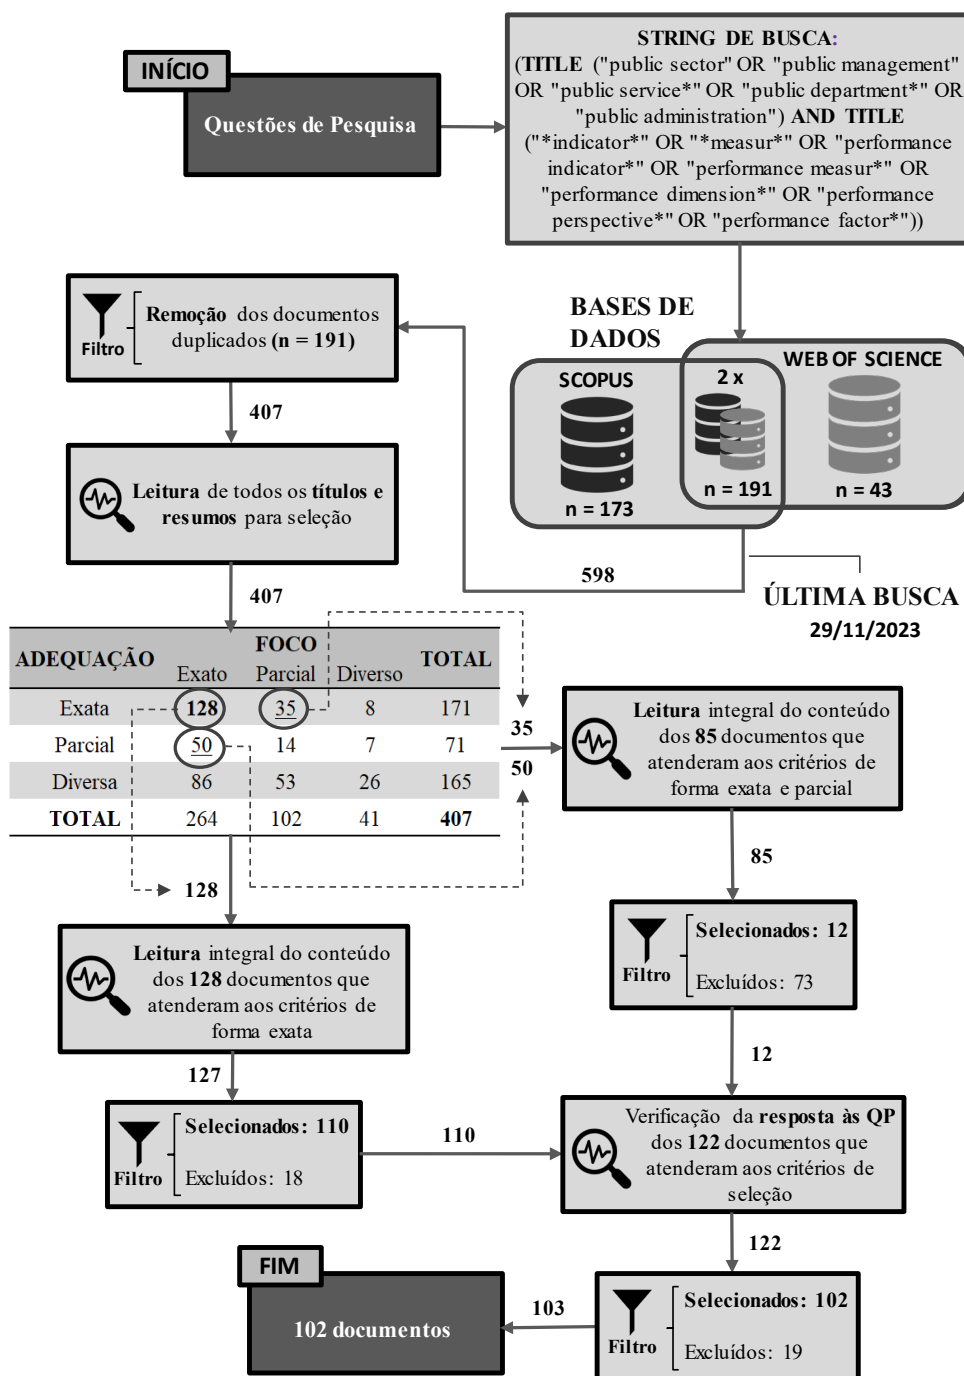 INÍCIO
Questões de Pesquisa
STRING DE BUSCA:
(TITLE ("public sector" OR "public management"
OR "public service*" OR "public department*" OR
"public administration") AND TITLE
("*indicator*" OR "*measur*" OR "performance
indicator*" OR "performance measur*" OR
"performance dimension*" OR "performance
perspective*" OR "performance factor*"))
BASES DE
DADOS
SCOPUS
n = 173
2 x
n = 191
WEB OF SCIENCE
n = 43
598
ÚLTIMA BUSCA
29/11/2023
Filtro
Remoção dos documentos
duplicados (n = 191)
407
Leitura de todos os títulos e
resumos para seleção
407
ADEQUAÇÃO FOCO TOTAL
Exato Parcial Diverso
Exata 128 35 8 171
Parcial 50 14 7 71
Diversa 86 53 26 165
TOTAL 264 102 41 407
35
50
Leitura integral do conteúdo
dos 85 documentos que
atenderam aos critérios de
forma exata e parcial
85
Filtro
Selecionados: 12
Excluídos: 73
12
128
Leitura integral do conteúdo
dos 128 documentos que
atenderam aos critérios de
forma exata
127
Filtro
Selecionados: 110
Excluídos: 18
110
Verificação da resposta às QP
dos 122 documentos que
atenderam aos critérios de
seleção
122
Filtro
Selecionados: 102
Excluídos: 19
103
FIM
102 documentos